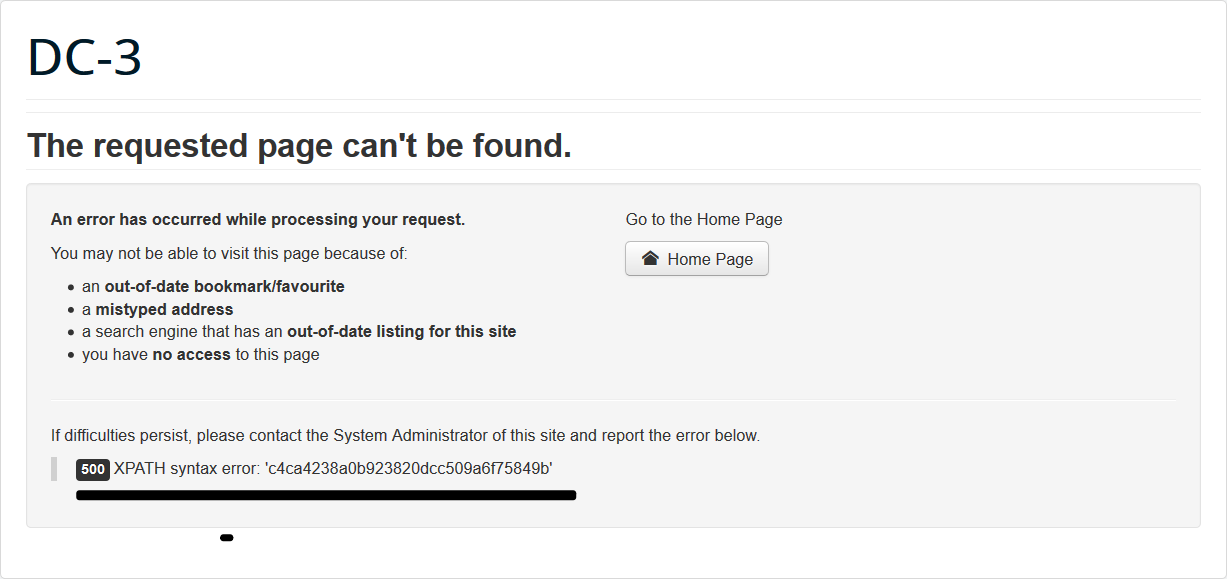 DC-3
The requested page can't be found.
An error has occurred while processing your request.
You may not be able to visit this page because of:
an out-of-date bookmark/favourite
a mistyped address
a search engine that has an out-of-date listing for this site
you have no access to this page
Go to the Home Page
Home Page
If difficulties persist, please contact the System Administrator of this site and report the error below.
500 XPATH syntax error: 'c4ca4238a0b923820dcc509a6f75849b'